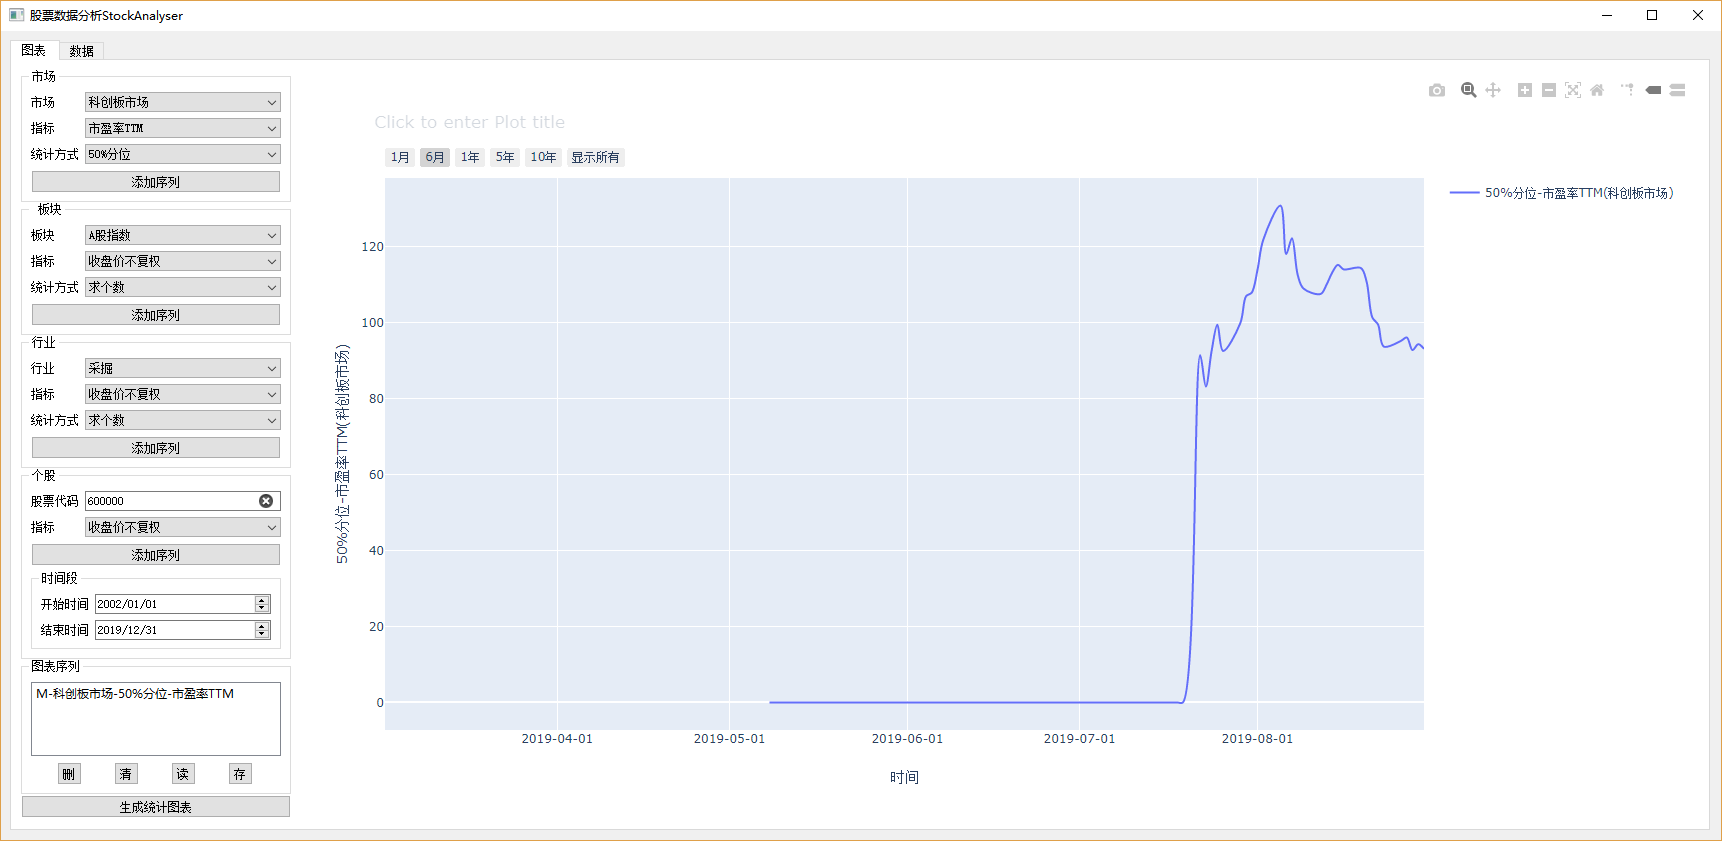 股票数据分析StockAnalyser
图表 数据
市场
市场 科创板市场
指标 市盈率TTM
统计方式 50%分位
添加序列
板块
板块 A股指数
指标 收盘价不复权
统计方式 求个数
添加序列
行业
行业 采掘
指标 收盘价不复权
统计方式 求个数
添加序列
个股
股票代码 600000
指标 收盘价不复权
添加序列
时间段
开始时间 2002/01/01
结束时间 2019/12/31
图表序列
M-科创板市场-50%分位-市盈率TTM
删 清 读 存
生成统计图表
Click to enter Plot title
1月 6月 1年 5年 10年 显示所有
50%分位-市盈率TTM(科创板市场)
120
100
80
60
40
20
0
50%分位-市盈率TTM(科创板市场)
2019-04-01 2019-05-01 2019-06-01 2019-07-01 2019-08-01
时间